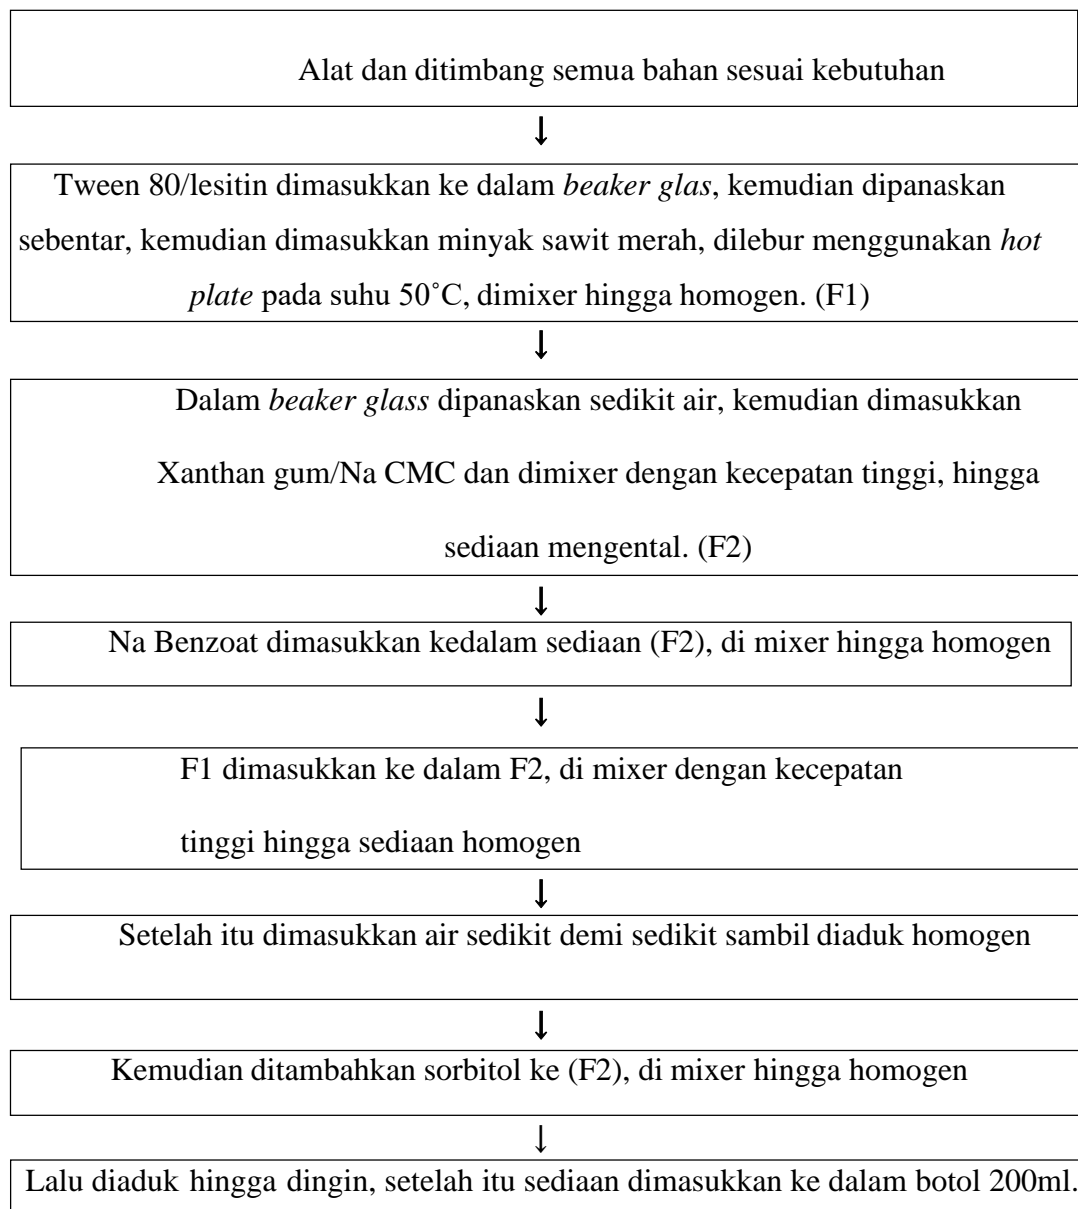 Alat dan ditimbang semua bahan sesuai kebutuhan
Tween 80/lesitin dimasukkan ke dalam beaker glas, kemudian dipanaskan
sebentar, kemudian dimasukkan minyak sawit merah, dilebur menggunakan hot
plate pada suhu 50˚C, dimixer hingga homogen. (F1)
Dalam beaker glass dipanaskan sedikit air, kemudian dimasukkan
Xanthan gum/Na CMC dan dimixer dengan kecepatan tinggi, hingga
sediaan mengental. (F2)
Na Benzoat dimasukkan kedalam sediaan (F2), di mixer hingga homogen
F1 dimasukkan ke dalam F2, di mixer dengan kecepatan
tinggi hingga sediaan homogen
Setelah itu dimasukkan air sedikit demi sedikit sambil diaduk homogen
Kemudian ditambahkan sorbitol ke (F2), di mixer hingga homogen
Lalu diaduk hingga dingin, setelah itu sediaan dimasukkan ke dalam botol 200ml.